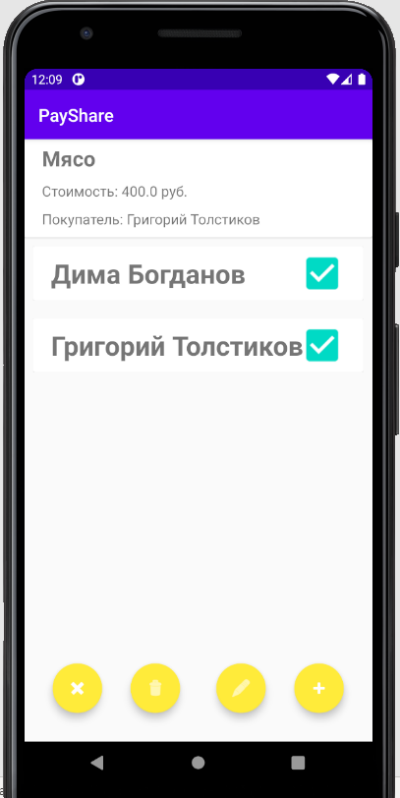 12:09
PayShare
Мясо
Стоимость: 400.0 руб.
Покупатель: Григорий Толстиков
Дима Богданов
Григорий Толстиков